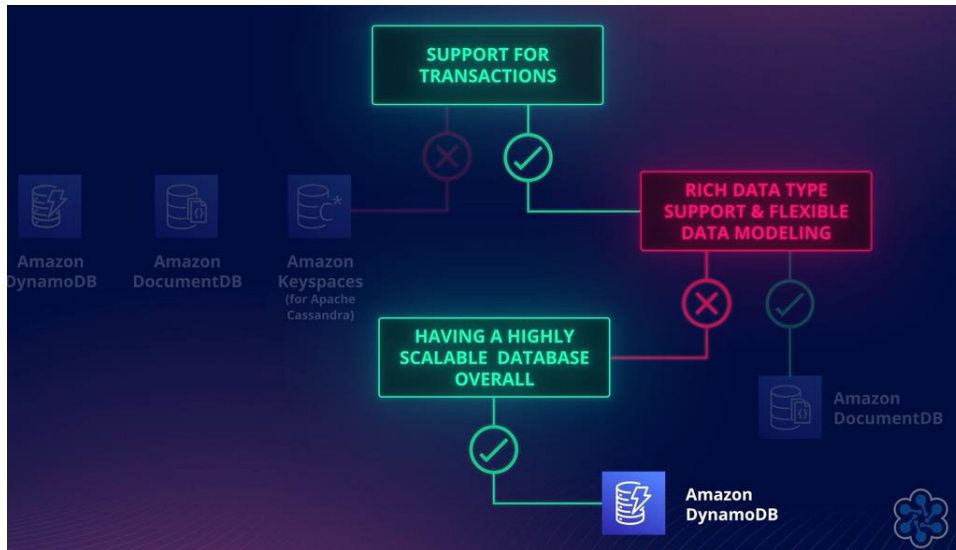 SUPPORT FOR
TRANSACTIONS
RICH DATA TYPE
SUPPORT & FLEXIBLE
DATA MODELING
Amazon
DynamoDB
Amazon
DocumentDB
Amazon
Keyspaces
(for Apache
Cassandra)
HAVING A HIGHLY
SCALABLE DATABASE
OVERALL
Amazon
DocumentDB
Amazon
DynamoDB